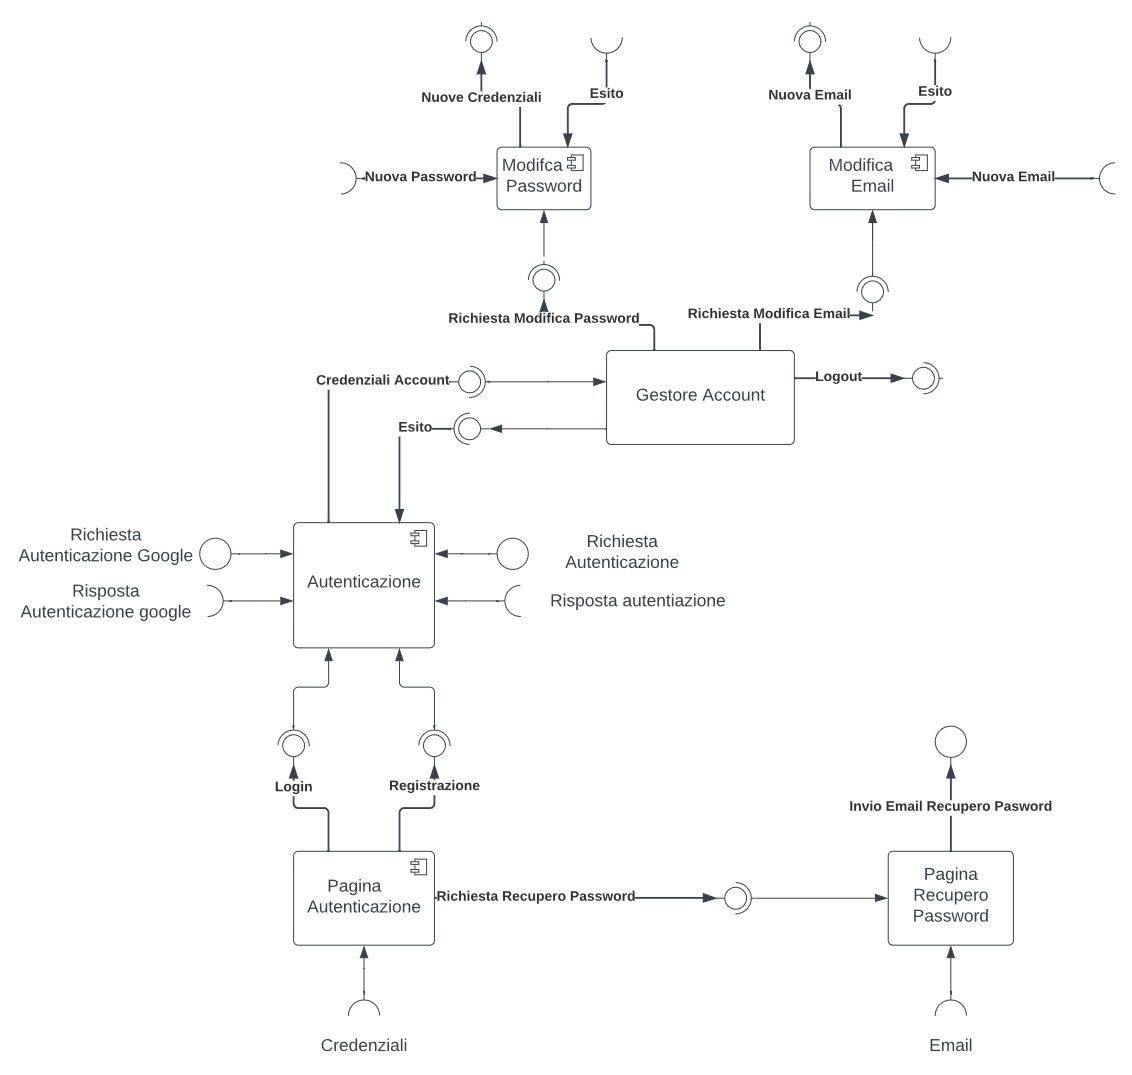 Nuove Credenziali
Esito
Nuova Email
Esito
Nuova Password
Modifca
Password
Modifica
Email
Nuova Email
Richiesta Modifica Password
Richiesta Modifica Email
Credenziali Account
Gestore Account
Logout
Esito
Richiesta
Autenticazione Google
Risposta
Autenticazione google
Autenticazione
Richiesta
Autenticazione
Risposta autentiazione
Login
Registrazione
Invio Email Recupero Pasword
Pagina
Autenticazione
Richiesta Recupero Password
Pagina
Recupero
Password
Credenziali
Email